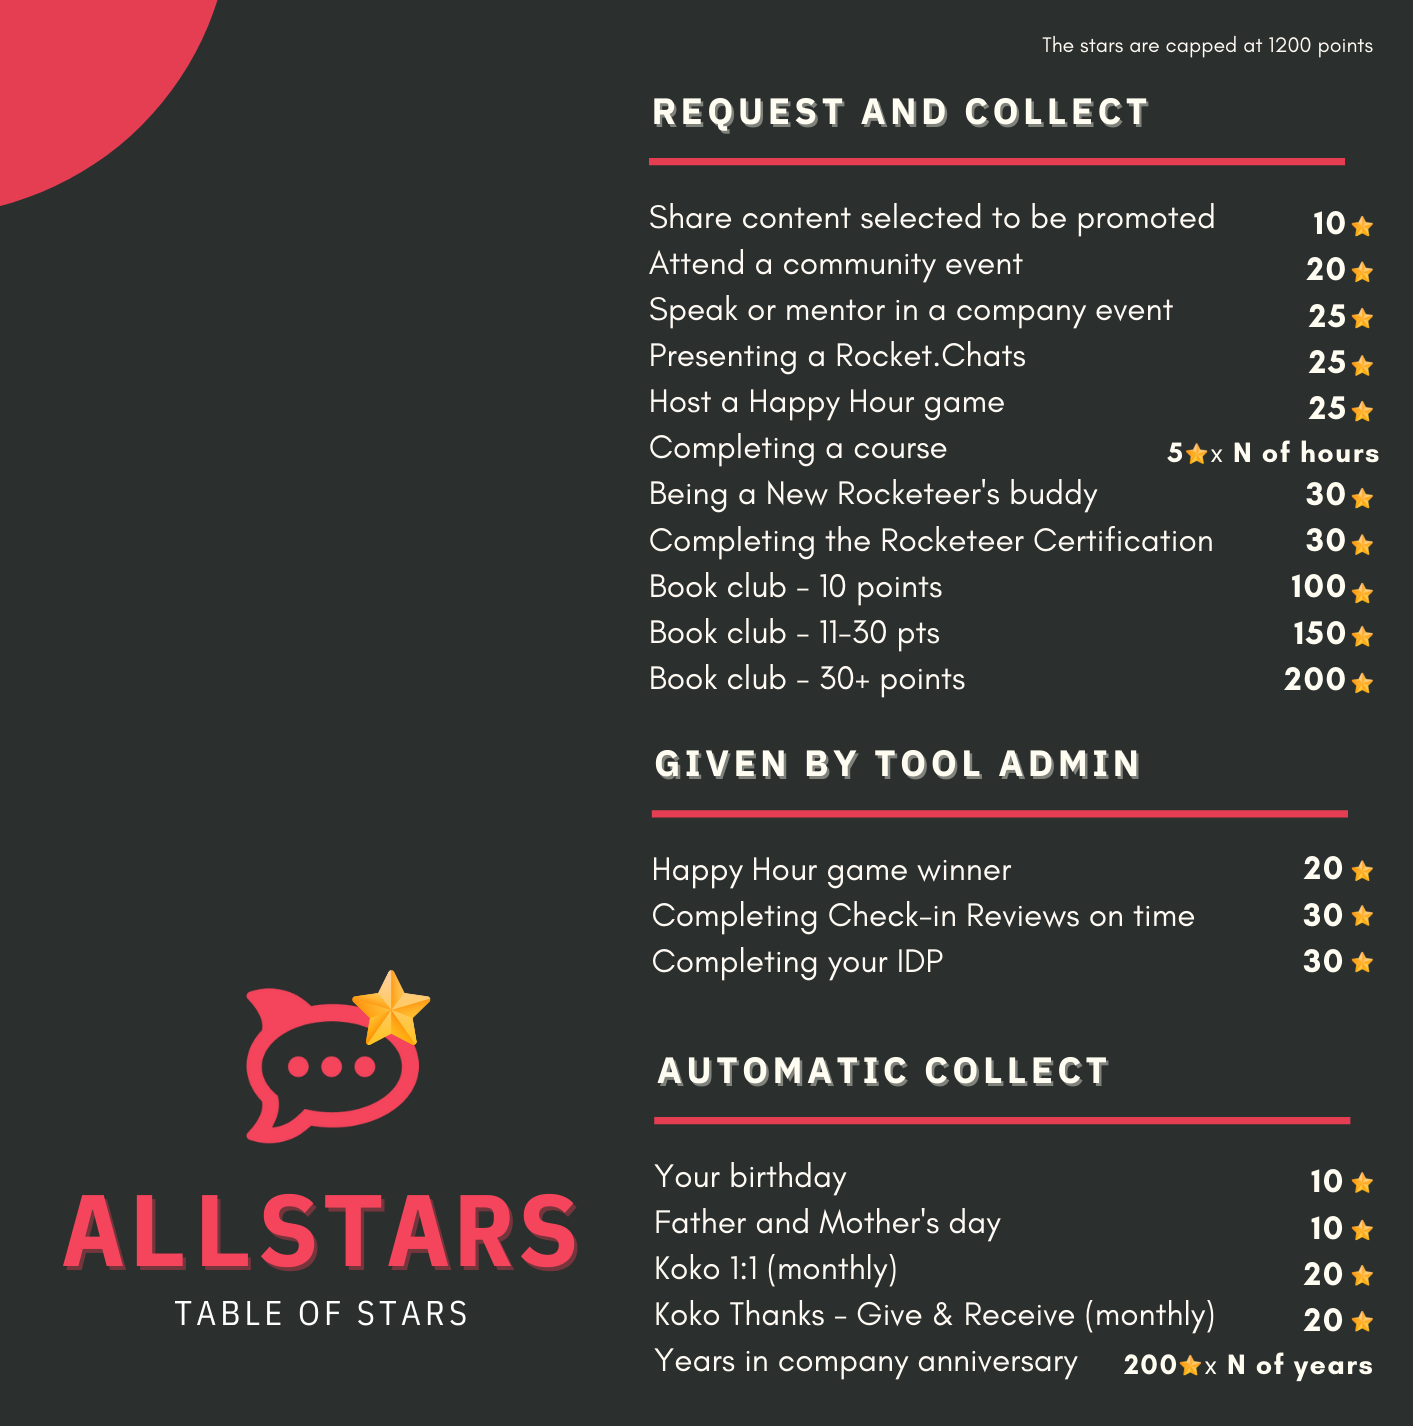 The stars are capped at 1200 points
REQUEST AND COLLECT
Share content selected to be promoted 10⭐
Attend a community event 20⭐
Speak or mentor in a company event 25⭐
Presenting a Rocket.Chats 25⭐
Host a Happy Hour game 25⭐
Completing a course 5⭐x N of hours
Being a New Rocketeer's buddy 30⭐
Completing the Rocketeer Certification 30⭐
Book club - 10 points 100⭐
Book club - 11-30 pts 150⭐
Book club - 30+ points 200⭐
GIVEN BY TOOL ADMIN
Happy Hour game winner 20⭐
Completing Check-in Reviews on time 30⭐
Completing your IDP 30⭐
AUTOMATIC COLLECT
Your birthday 10⭐
Father and Mother's day 10⭐
Koko 1:1 (monthly) 20⭐
Koko Thanks - Give & Receive (monthly) 20⭐
Years in company anniversary 200⭐x N of years
ALLSTARS
TABLE OF STARS